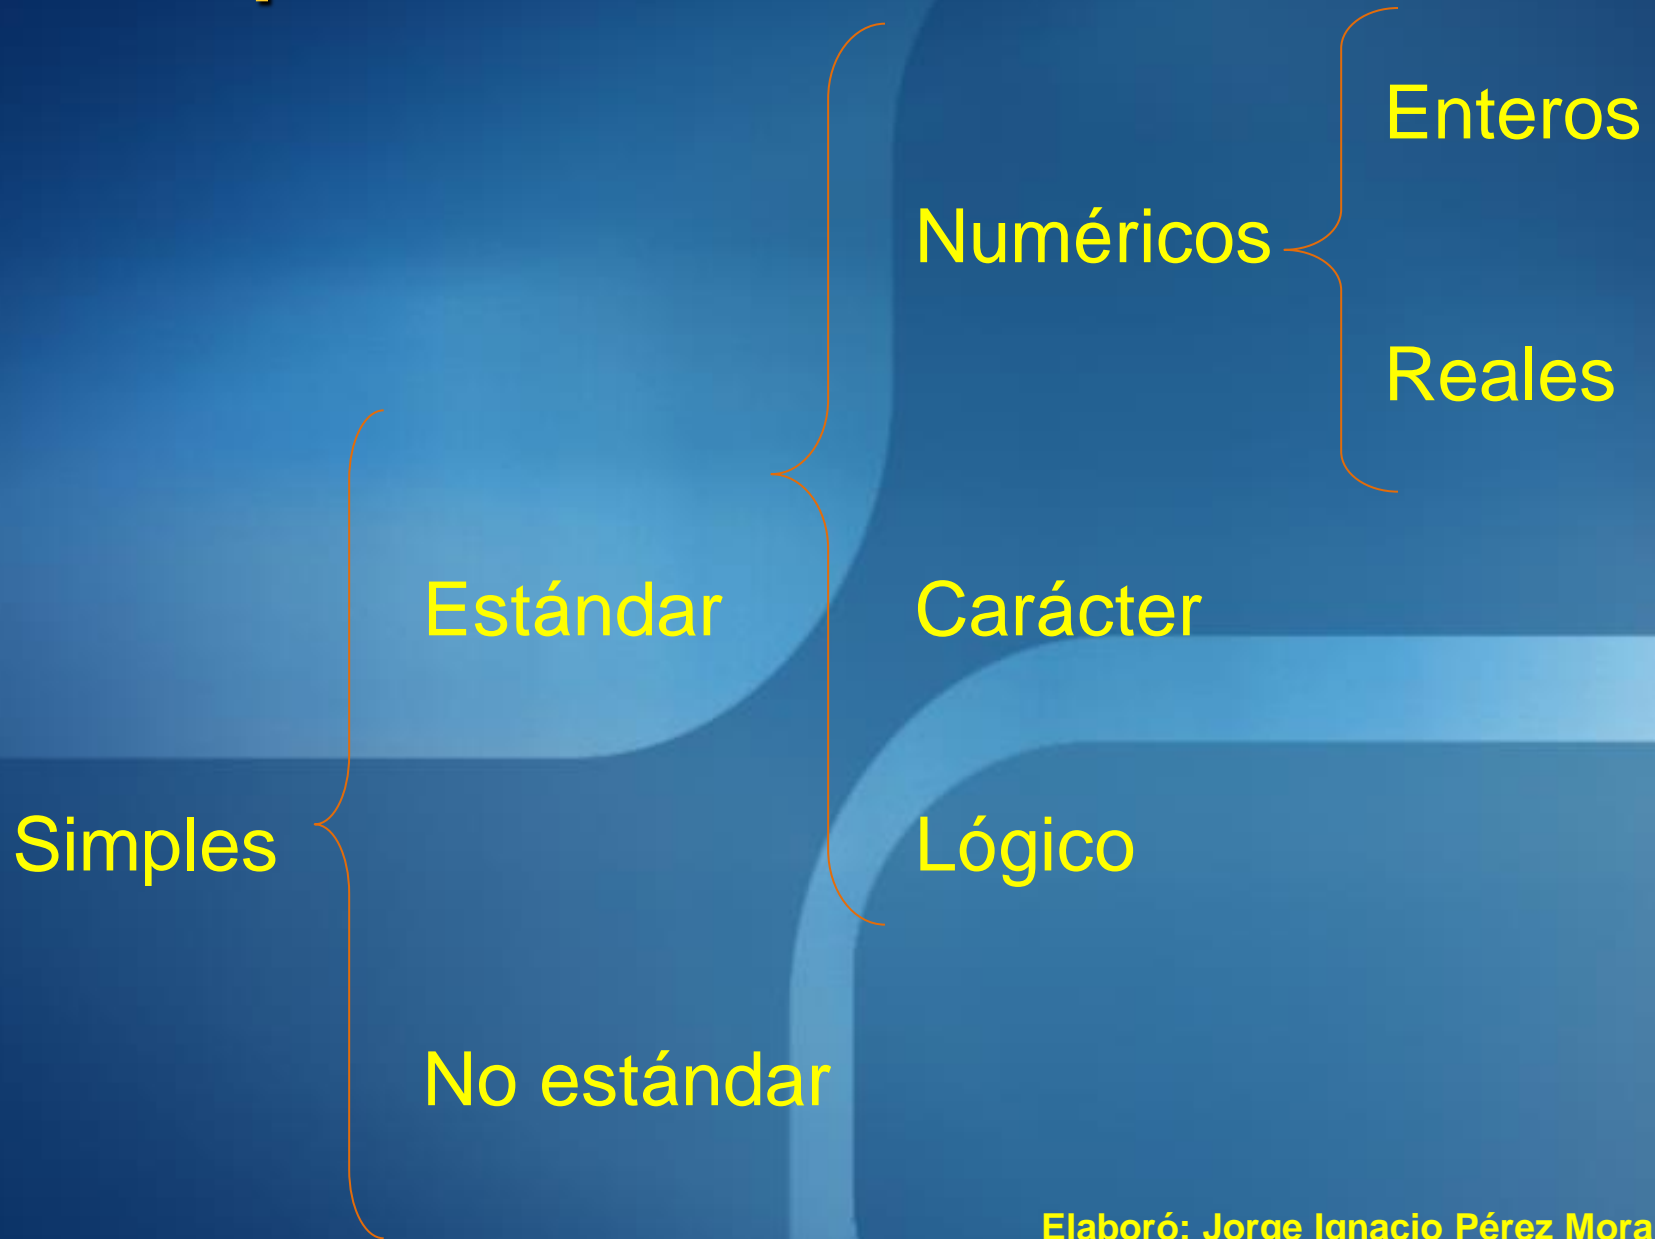 Enteros
Numéricos
Reales
Estándar
Carácter
Simples
Lógico
No estándar
Elaboró: Jorge Ignacio Pérez Mora